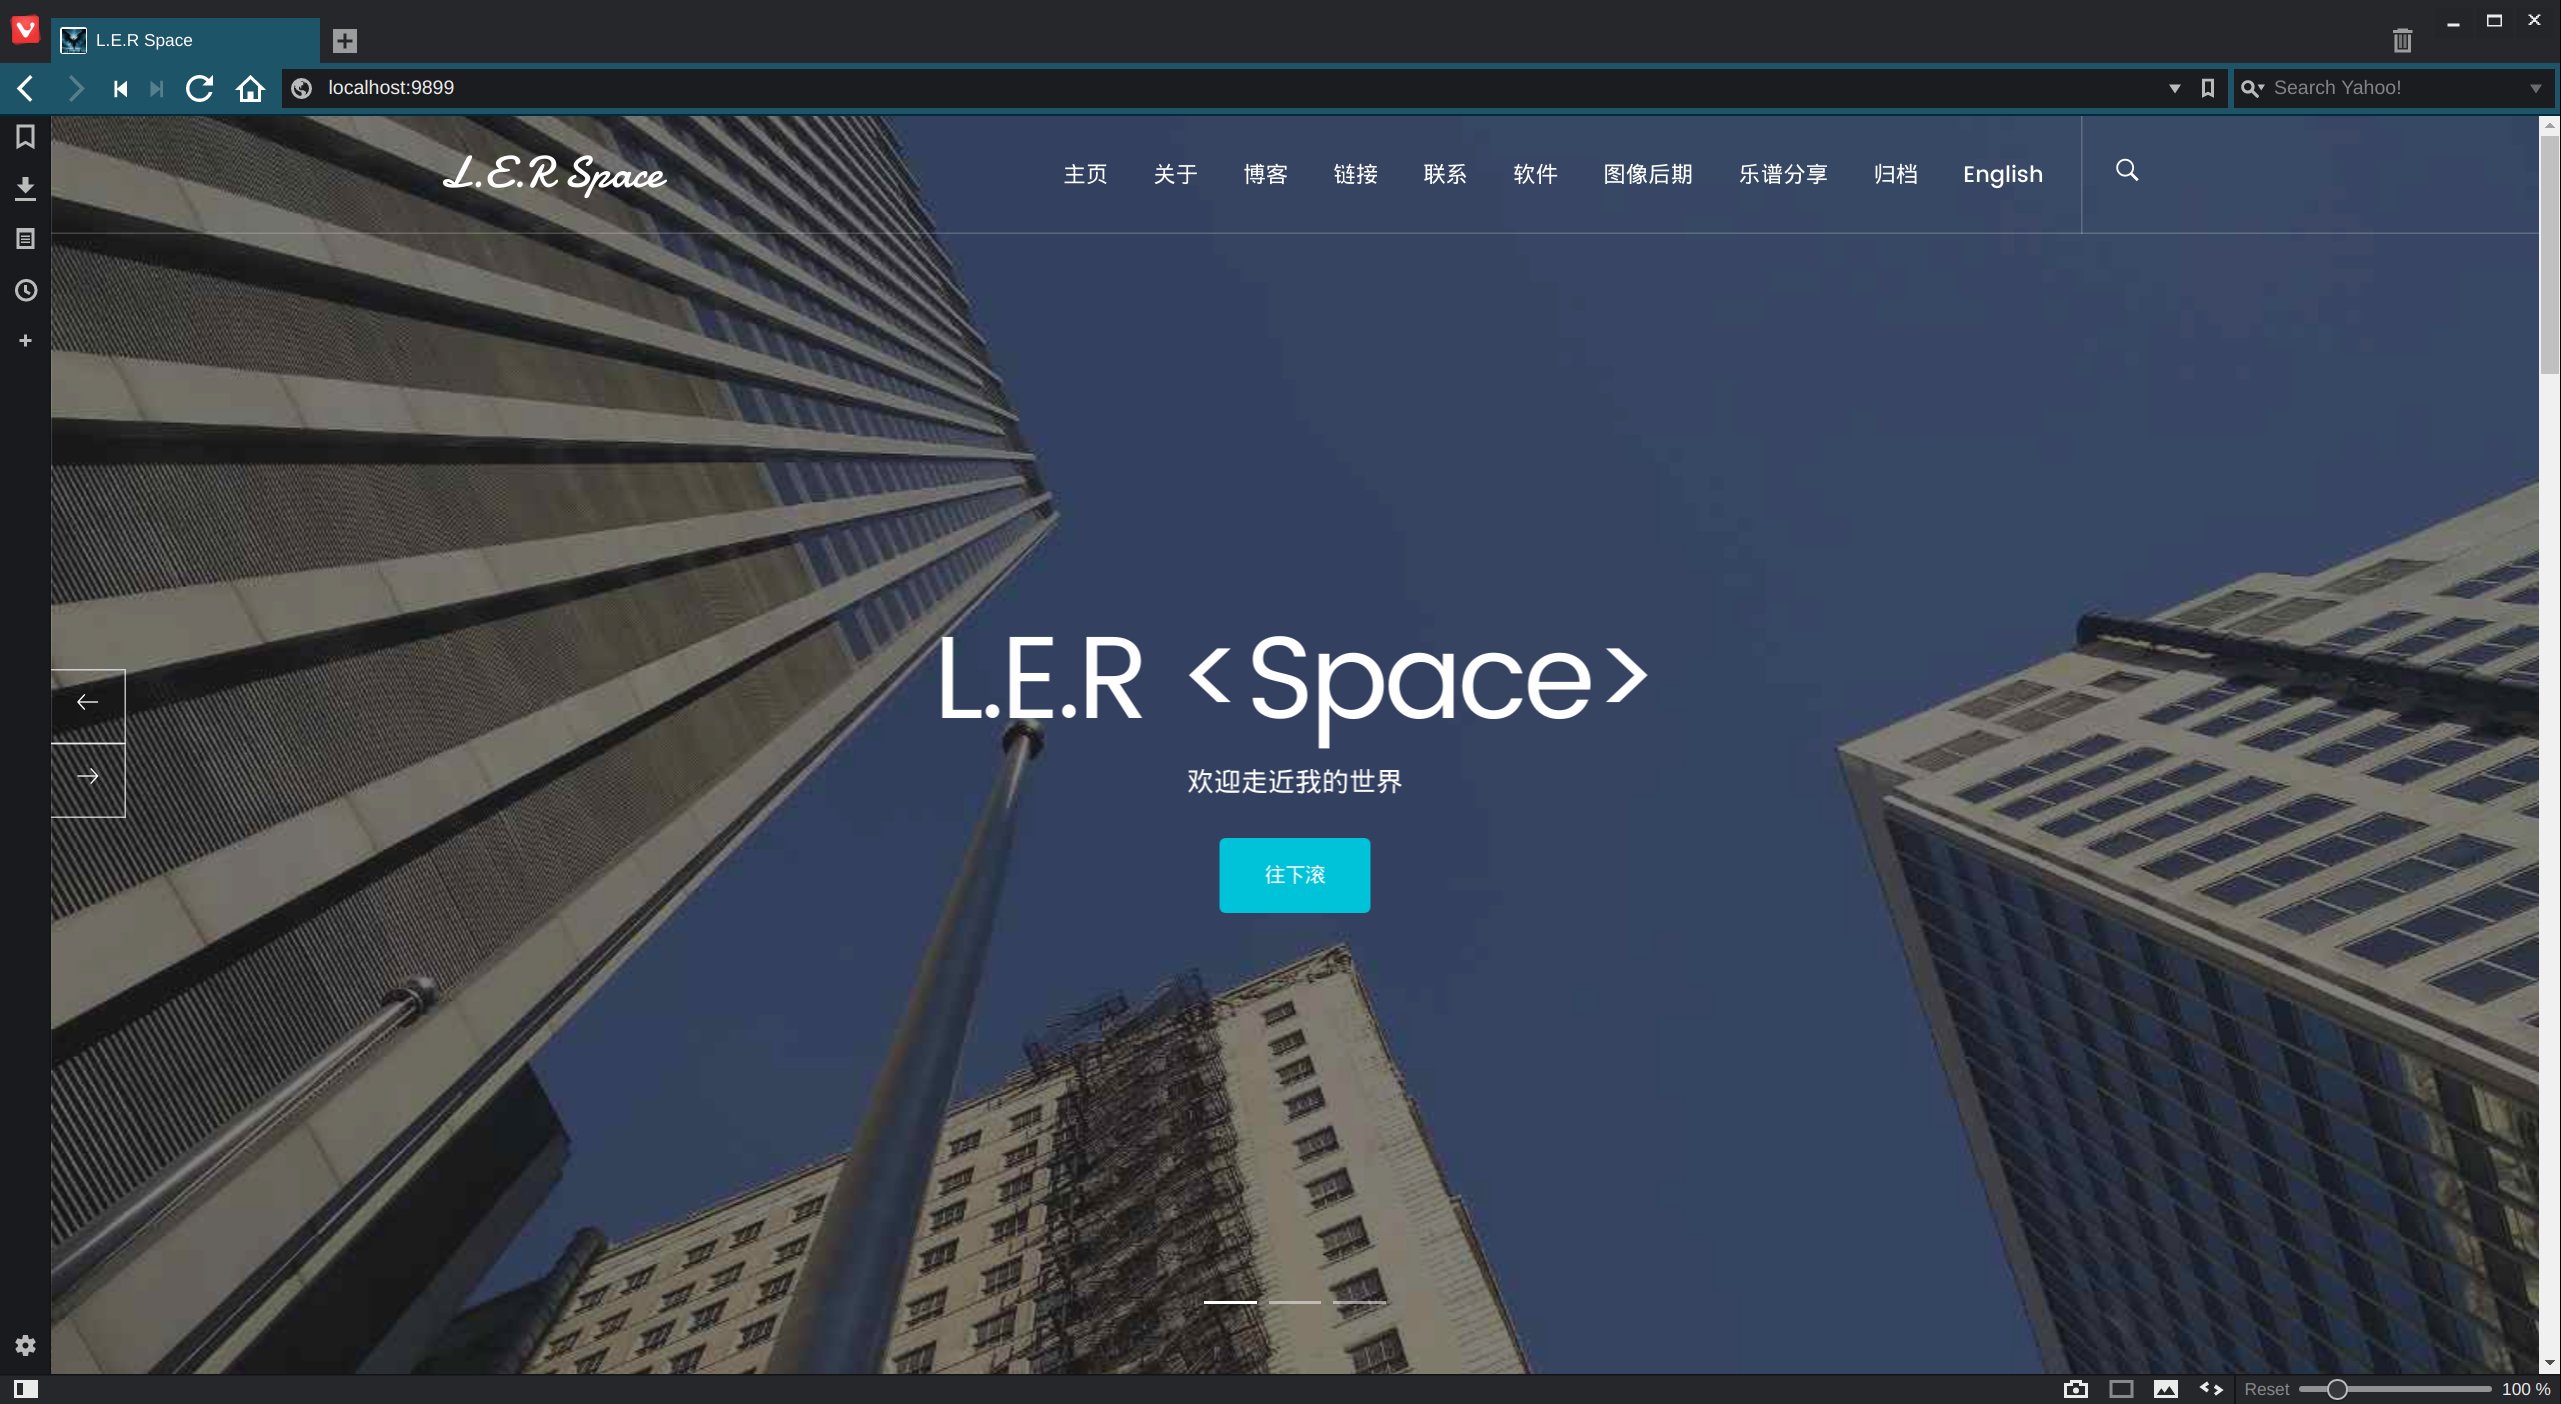 L.E.R Space
localhost:9899
Search Yahoo!
L.E.R Space
主页 关于 博客 链接 联系 软件 图像后期 乐谱分享 归档 English
L.E.R <Space>
欢迎走近我的世界
往下滚
Reset 100 %